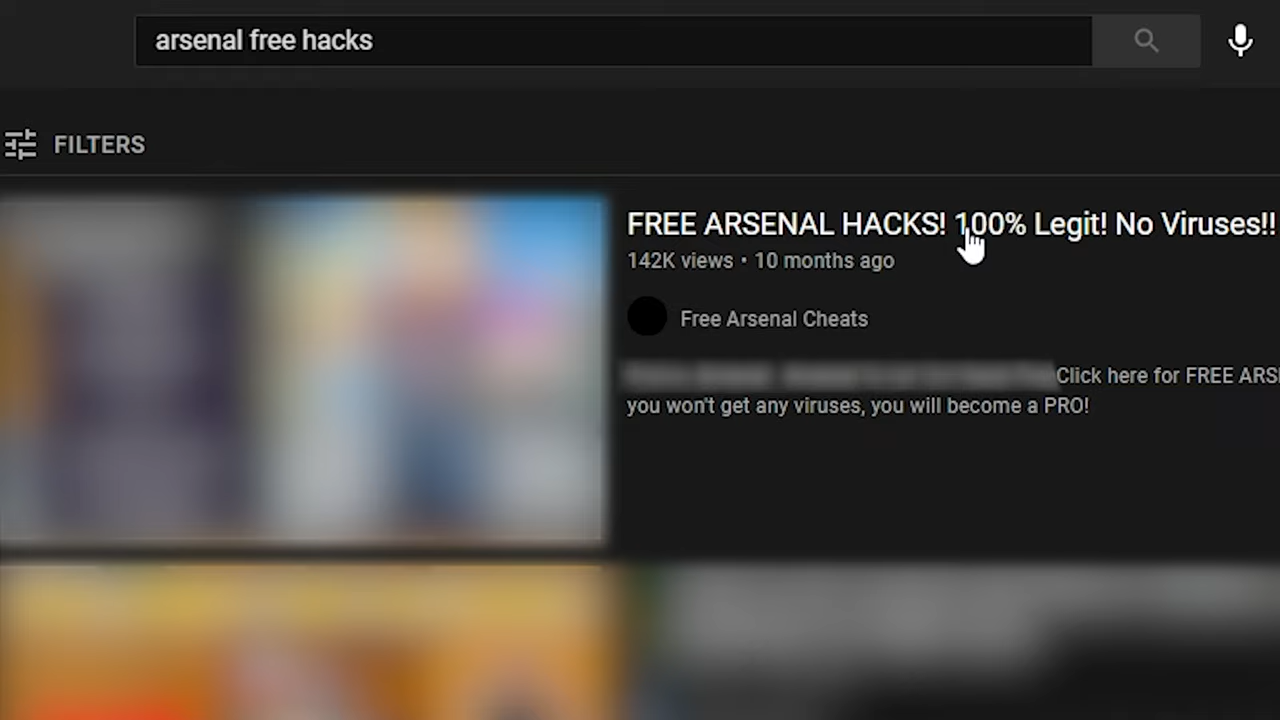 arsenal free hacks
FILTERS
FREE ARSENAL HACKS! 100% Legit! No Viruses!!
142K views • 10 months ago
Free Arsenal Cheats
Click here for FREE ARS
you won't get any viruses, you will become a PRO!